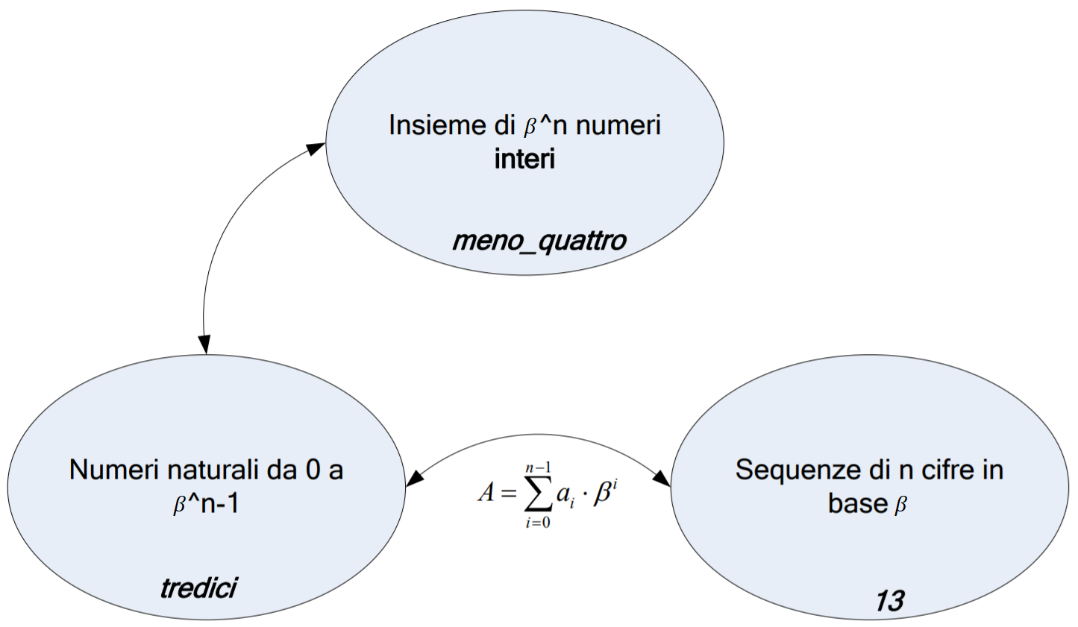 Insieme di β^n numeri
interi
meno_quattro
Numeri naturali da 0 a
β^n-1
tredici
A = ∑_{i=0}^{n-1} a_i · β^i
Sequenze di n cifre in
base β
13